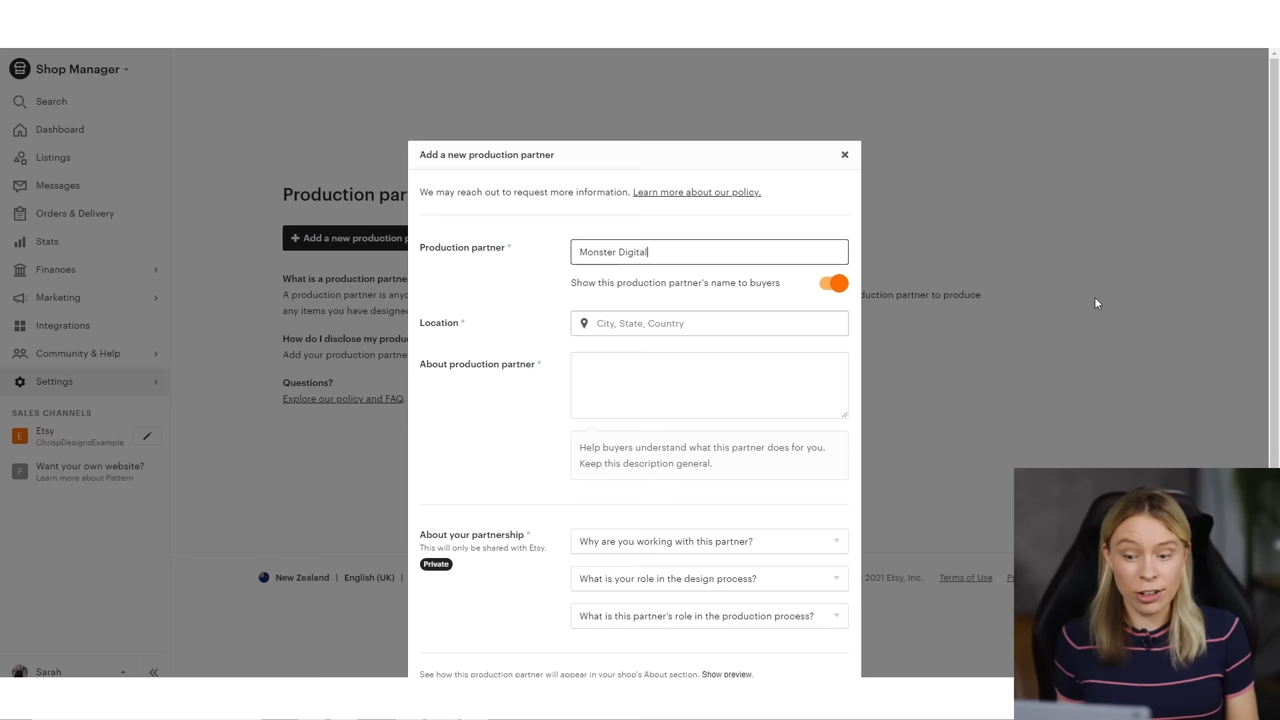 Shop Manager
Search
Dashboard
Listings
Messages
Orders & Delivery
Stats
Finances
Marketing
Integrations
Community & Help
Settings
SALES CHANNELS
E
Etsy
ChrispDesignsExample
P
Want your own website?
Learn more about Pattern
Sarah
Production par
+ Add a new production p
What is a production partne
A production partner is anyo
duction partner to produce
any items you have designe
How do I disclose my produ
Add your production partne
Questions?
Explore our policy and FAQ.
New Zealand | English (UK) |
2021 Etsy, Inc.
Terms of Use
Add a new production partner
We may reach out to request more information. Learn more about our policy.
Production partner *
Monster Digital
Show this production partner's name to buyers
Location *
City, State, Country
About production partner *
Help buyers understand what this partner does for you.
Keep this description general.
About your partnership *
This will only be shared with Etsy.
Private
Why are you working with this partner?
What is your role in the design process?
What is this partner's role in the production process?
See how this production partner will appear in your shop's About section. Show preview.